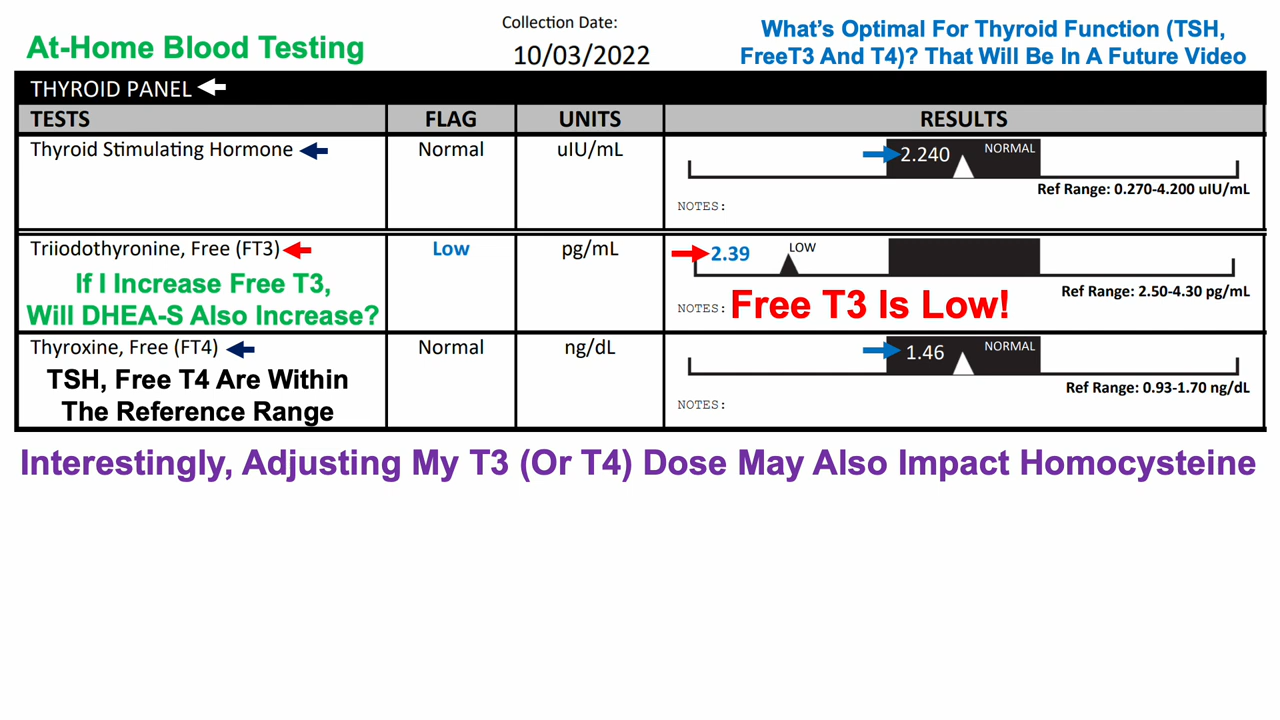 At-Home Blood Testing
Collection Date:
10/03/2022
What's Optimal For Thyroid Function (TSH,
FreeT3 And T4)? That Will Be In A Future Video
THYROID PANEL
TESTS FLAG UNITS RESULTS
Thyroid Stimulating Hormone Normal uIU/mL 2.240 NORMAL
Ref Range: 0.270-4.200 uIU/mL
NOTES:
Triiodothyronine, Free (FT3) Low pg/mL 2.39 LOW
If I Increase Free T3,
Will DHEA-S Also Increase?
Ref Range: 2.50-4.30 pg/mL
NOTES: Free T3 Is Low!
Thyroxine, Free (FT4) Normal ng/dL 1.46 NORMAL
TSH, Free T4 Are Within
The Reference Range
Ref Range: 0.93-1.70 ng/dL
NOTES:
Interestingly, Adjusting My T3 (Or T4) Dose May Also Impact Homocysteine